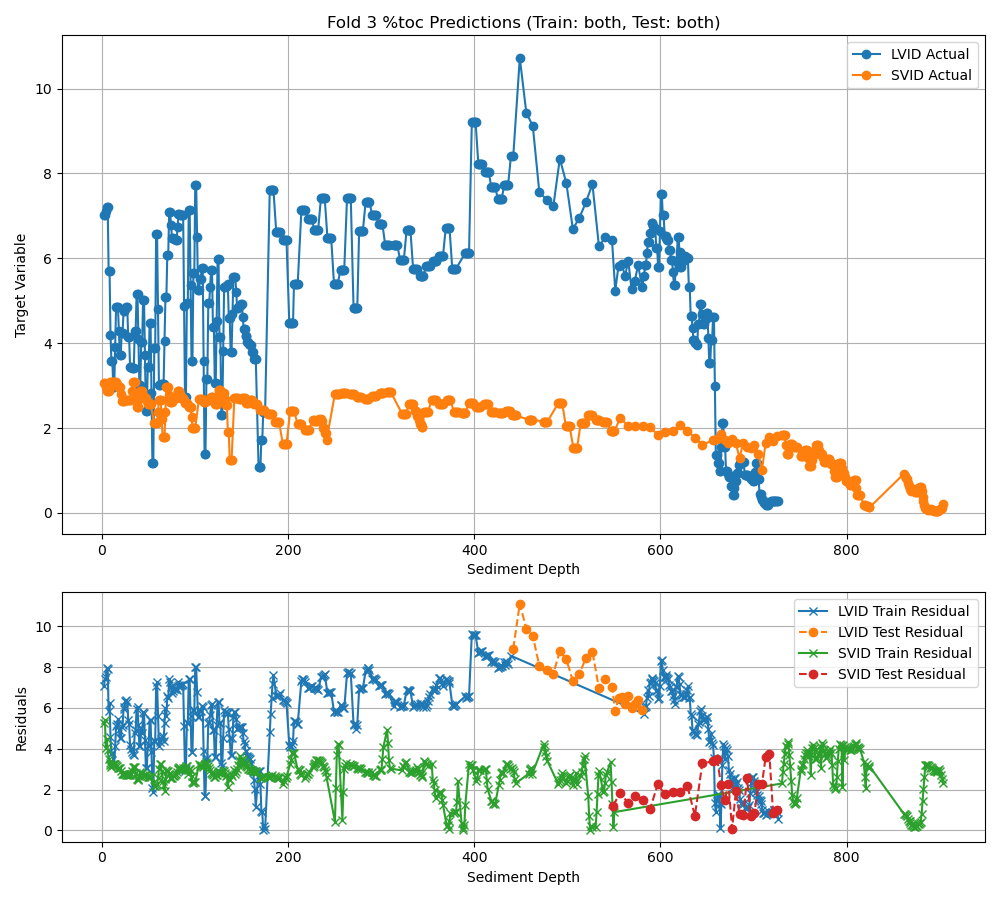 Fold 3 %toc Predictions (Train: both, Test: both)
LVID Actual
SVID Actual
Target Variable
10
8
6
4
2
0
0 200 400 600 800
Sediment Depth
LVID Train Residual
LVID Test Residual
SVID Train Residual
SVID Test Residual
Residuals
10
8
6
4
2
0
0 200 400 600 800
Sediment Depth